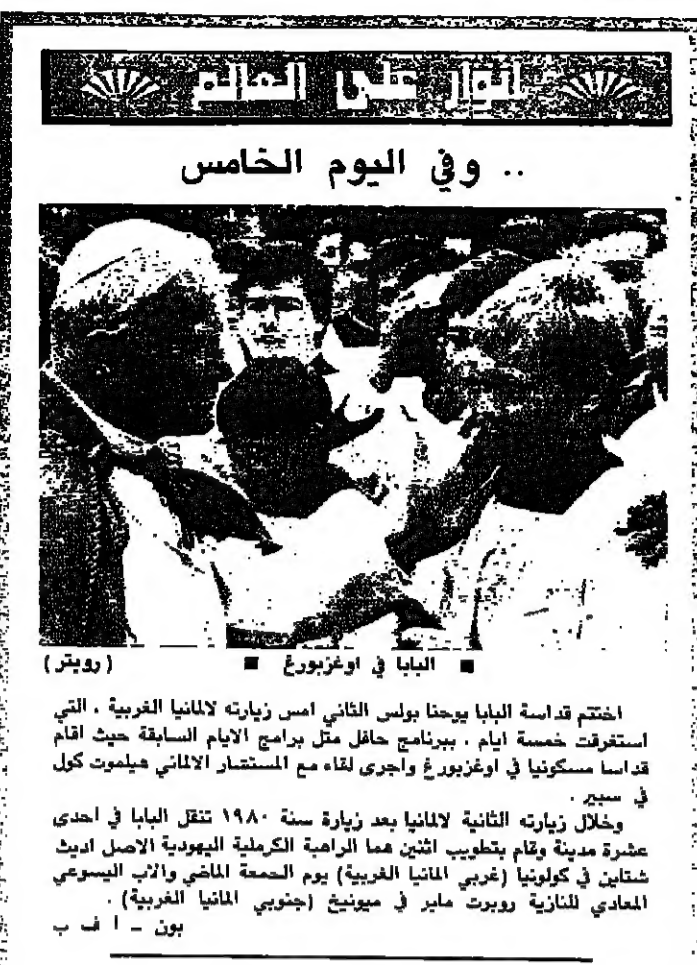 أنوار على العالم
.. وفي اليوم الخامس
■ البابا في اوغزبورغ ■ (رويتر)
اختتم قداسة البابا يوحنا بولس الثاني امس زيارته لالمانيا الغربية ، التي
استغرقت خمسة ايام ، ببرنامج حافل مثل برامج الايام السابقة حيث اقام
قداسا مسكونيا في اوغزبورغ واجرى لقاء مع المستشار الالماني هيلموت كول
في سبير .
وخلال زيارته الثانية لالمانيا بعد زيارة سنة ١٩٨٠ تنقل البابا في احدى
عشرة مدينة وقام بتطويب اثنين هما الراهبة الكرملية اليهودية الاصل اديث
شتاين في كولونيا (غربي المانيا الغربية) يوم الجمعة الماضي والاب اليسوعي
المعادي للنازية روبرت ماير في ميونيخ (جنوبي المانيا الغربية) .
بون ــ ا ف ب